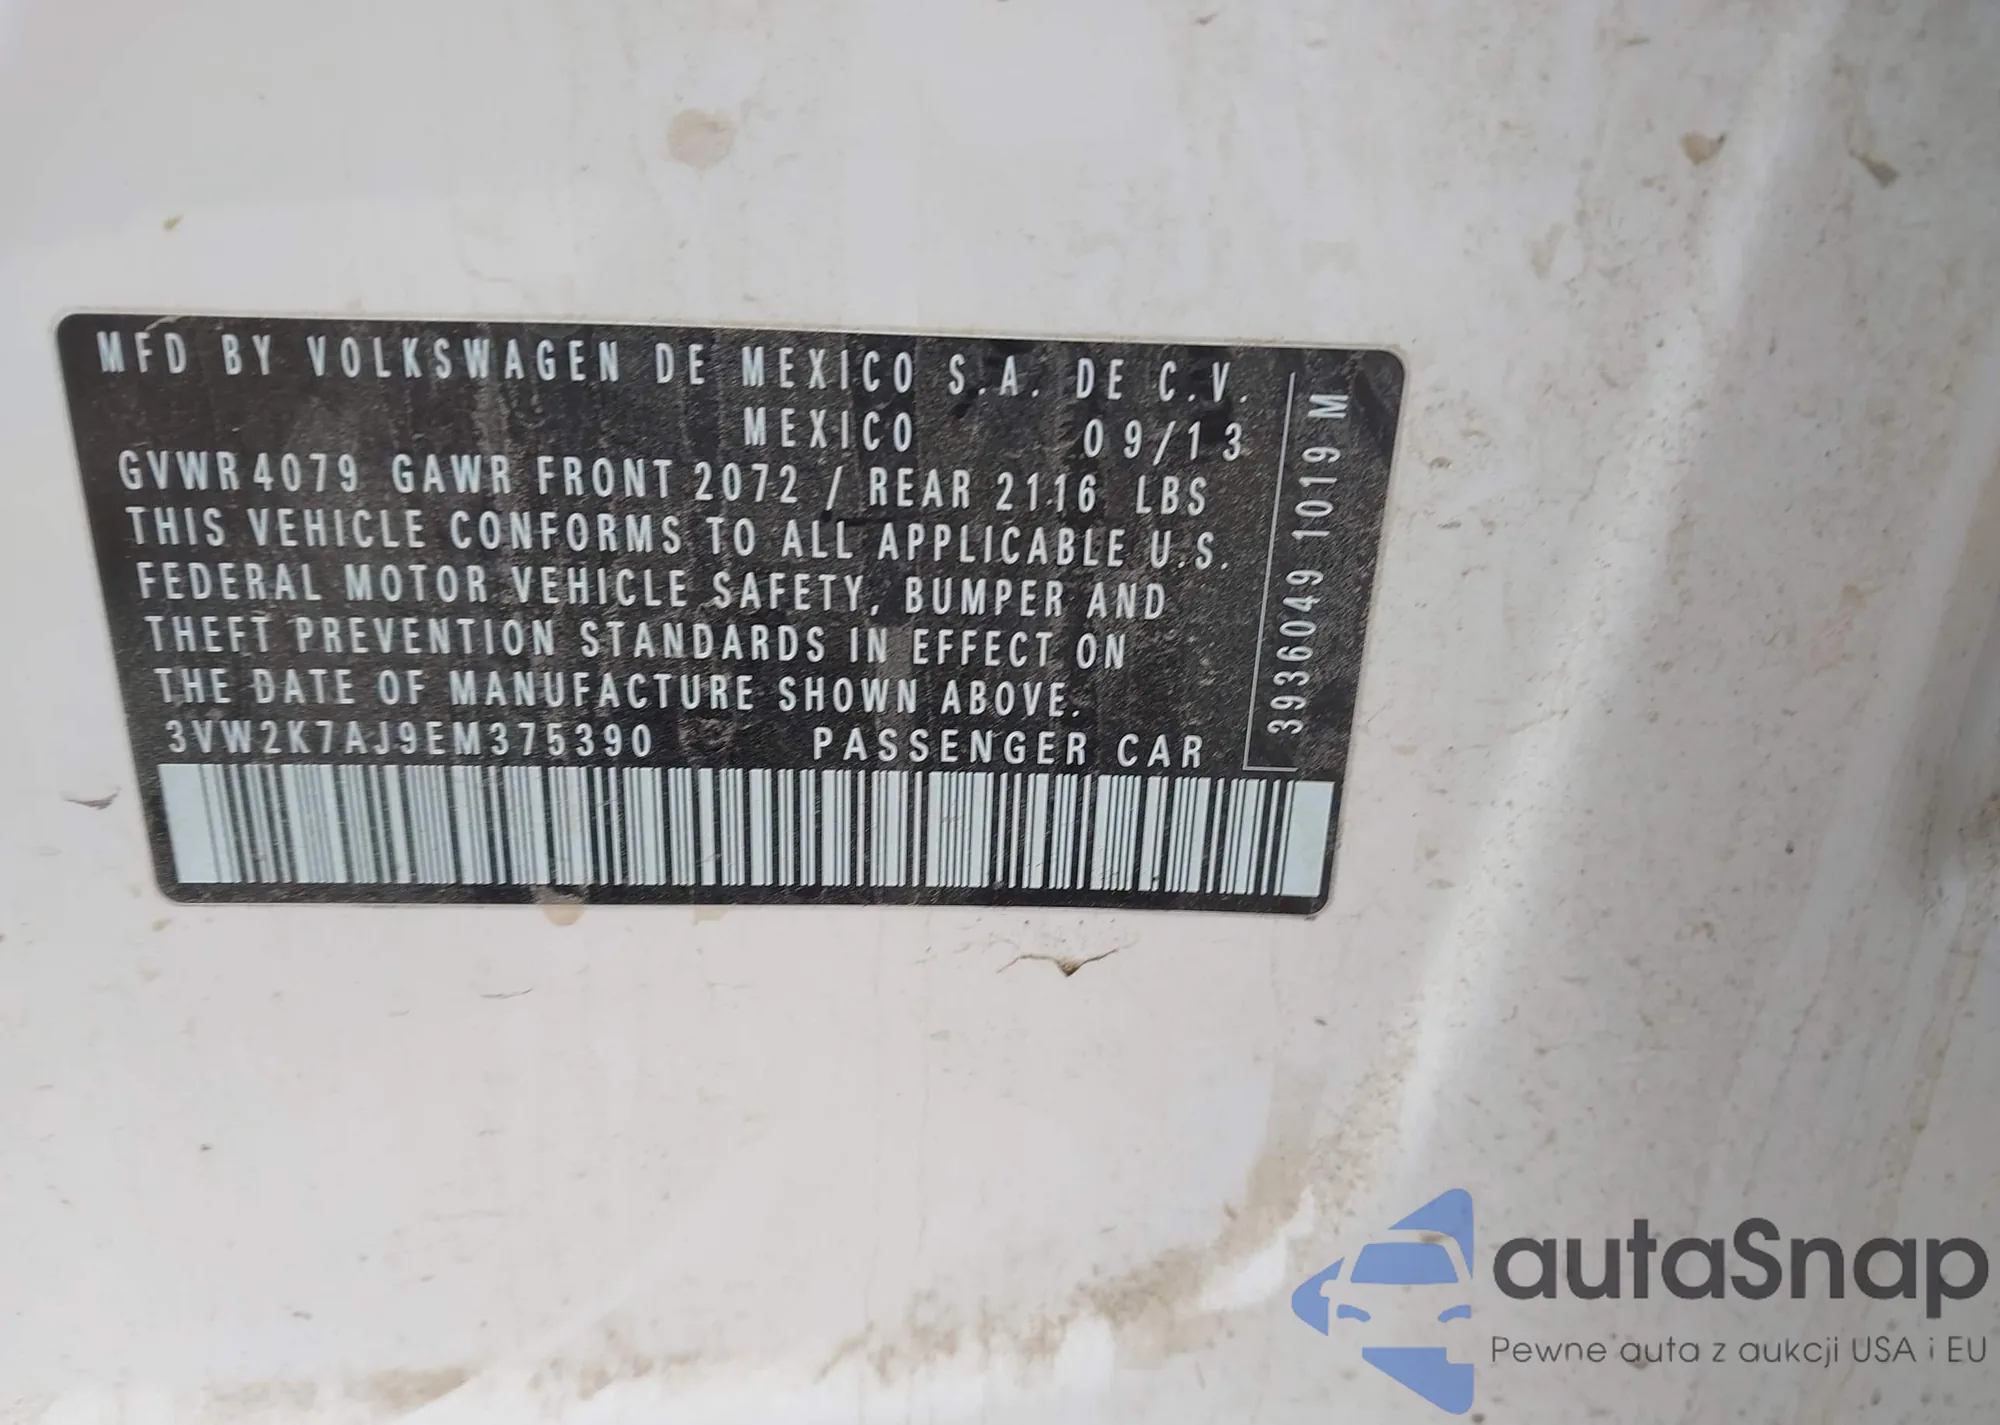 MFD BY VOLKSWAGEN DE MEXICO S.A. DE C.V.
MEXICO 09/13
GVWR 4079 GAWR FRONT 2072 / REAR 2116 LBS
THIS VEHICLE CONFORMS TO ALL APPLICABLE U.S.
FEDERAL MOTOR VEHICLE SAFETY, BUMPER AND
THEFT PREVENTION STANDARDS IN EFFECT ON
THE DATE OF MANUFACTURE SHOWN ABOVE.
3VW2K7AJ9EM375390 PASSENGER CAR
3936049 1019 M
autaSnap
Pewne auta z aukcji USA i EU